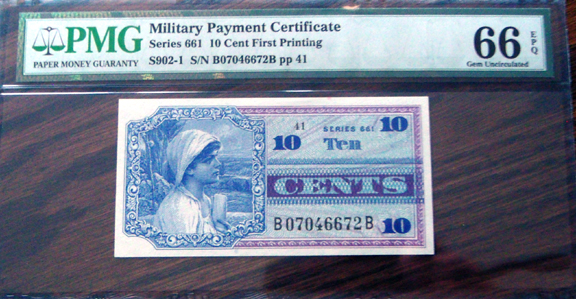 PMG
PAPER MONEY GUARANTY
Military Payment Certificate
Series 661 10 Cent First Printing
S902-1 S/N B07046672B pp 41
66 EPQ
Gem Uncirculated
41 SERIES 661 10
10 Ten
CENTS
B07046672B 10